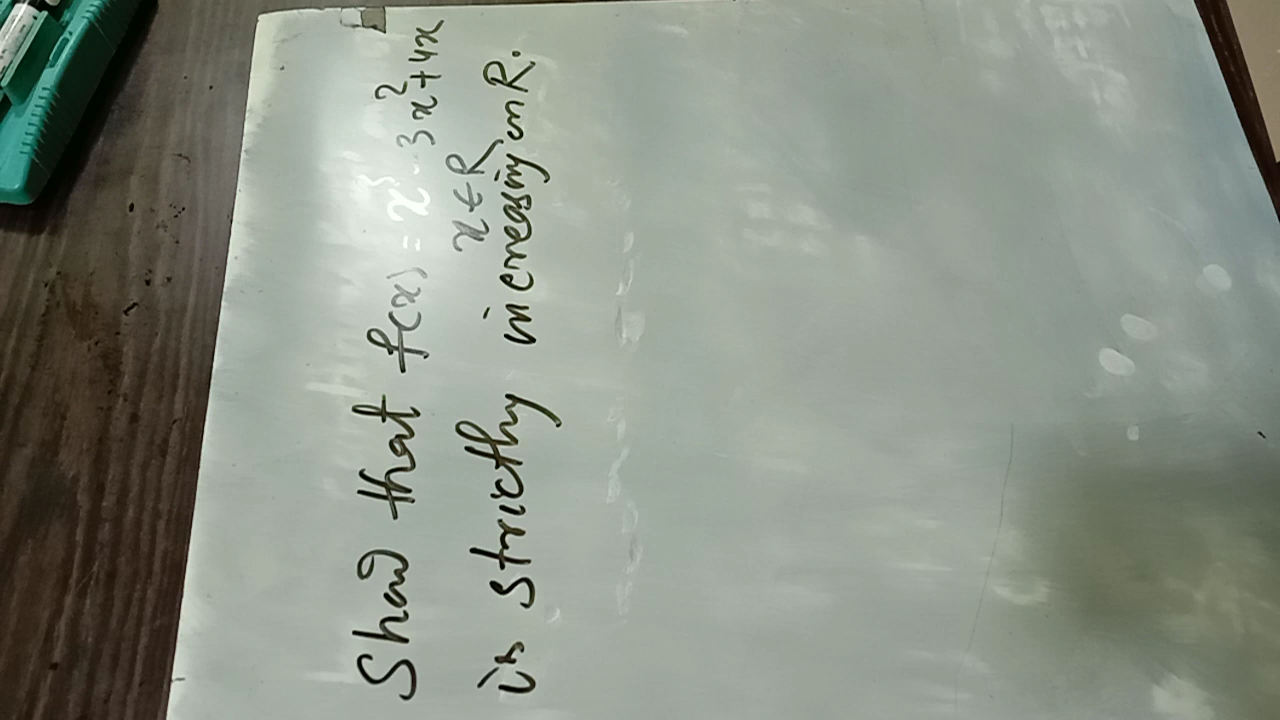 Show that f(x) = x³ - 3x² + 4x
x ∈ R
is strictly increasing on R.